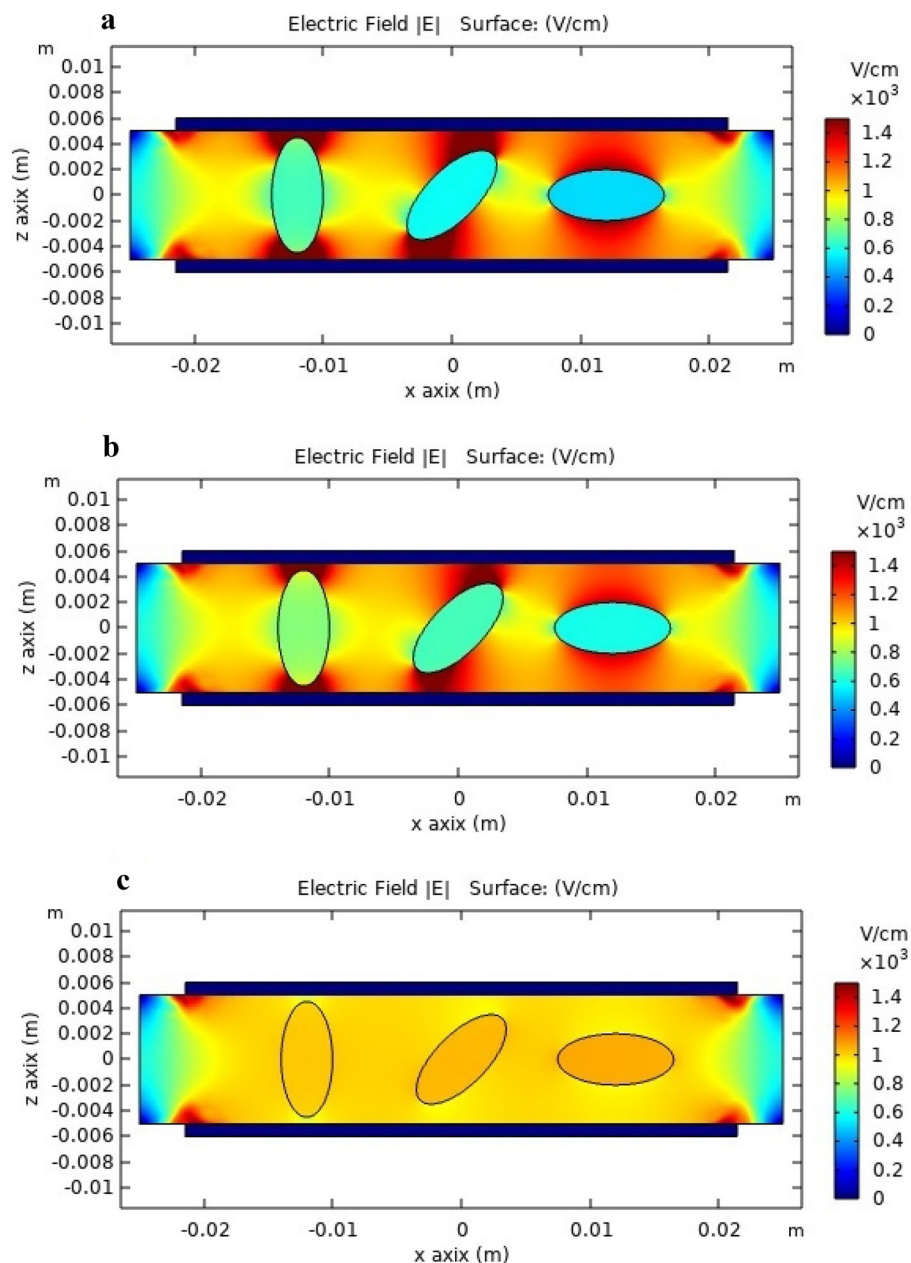 a
Electric Field |E| Surface: (V/cm)
m
V/cm
×10³
0.01
0.008
0.006
0.004
0.002
0
-0.002
-0.004
-0.006
-0.008
-0.01
z axix (m)
1.4
1.2
1
0.8
0.6
0.4
0.2
0
-0.02 -0.01 0 0.01 0.02 m
x axix (m)
b
Electric Field |E| Surface: (V/cm)
m
V/cm
×10³
0.01
0.008
0.006
0.004
0.002
0
-0.002
-0.004
-0.006
-0.008
-0.01
z axix (m)
1.4
1.2
1
0.8
0.6
0.4
0.2
0
-0.02 -0.01 0 0.01 0.02 m
x axix (m)
c
Electric Field |E| Surface: (V/cm)
m
V/cm
×10³
0.01
0.008
0.006
0.004
0.002
0
-0.002
-0.004
-0.006
-0.008
-0.01
z axix (m)
1.4
1.2
1
0.8
0.6
0.4
0.2
0
-0.02 -0.01 0 0.01 0.02 m
x axix (m)